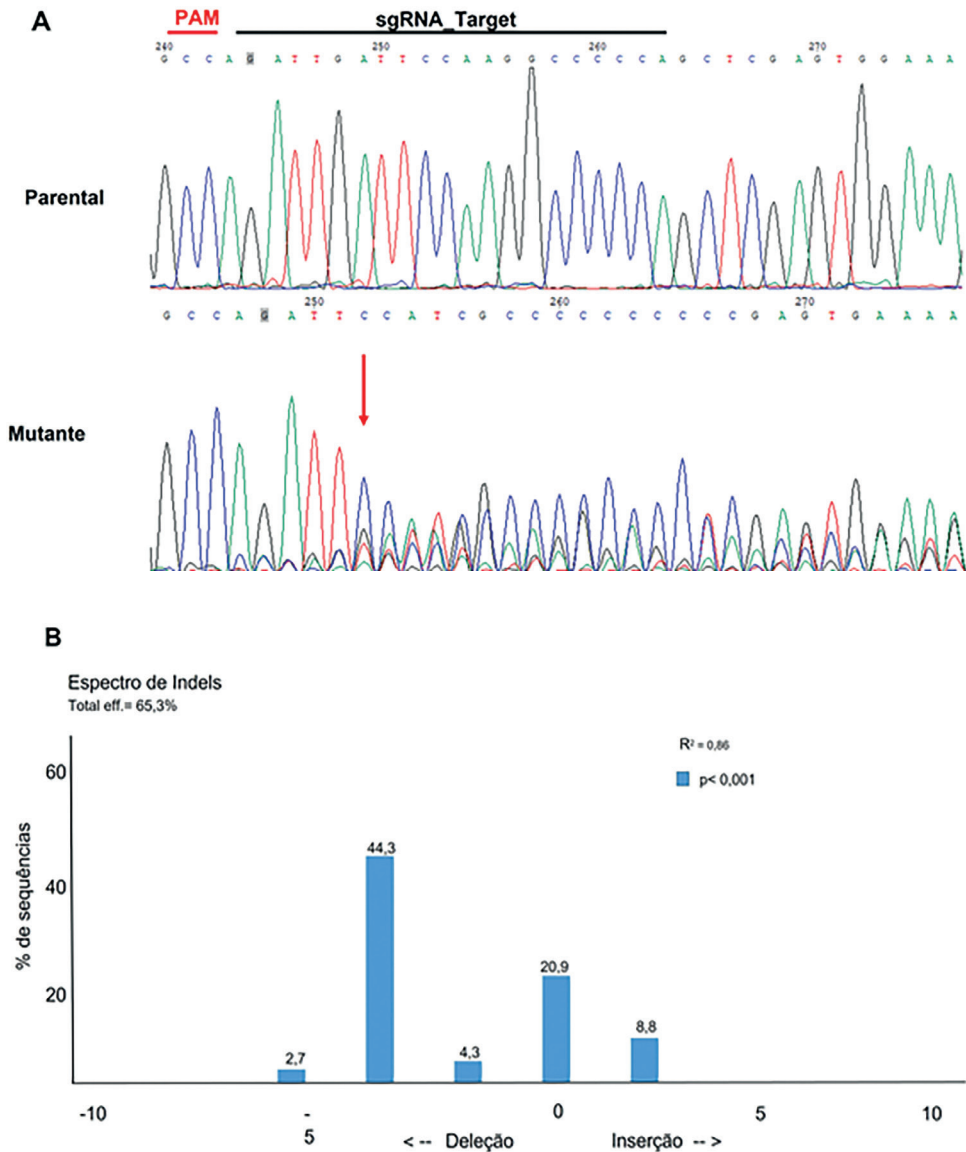 A
PAM
sgRNA_Target
240 250 260 270
G C C A G A T T G A T T C C A A G G C C C C C A G C T C G A G T G G A A A
Parental
250 260 270
G C C A G A T T C C A T C G C C C C C C C C C C G A G T G A A A A
Mutante
B
Espectro de Indels
Total eff.= 65,3%
R² = 0,86
p< 0,001
% de sequências
60
40
20
2,7
44,3
4,3
20,9
8,8
-10
-
5
0
5
10
< -- Deleção
Inserção -- >